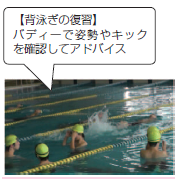 【背泳ぎの復習】
バディーで姿勢やキック
を確認してアドバイス